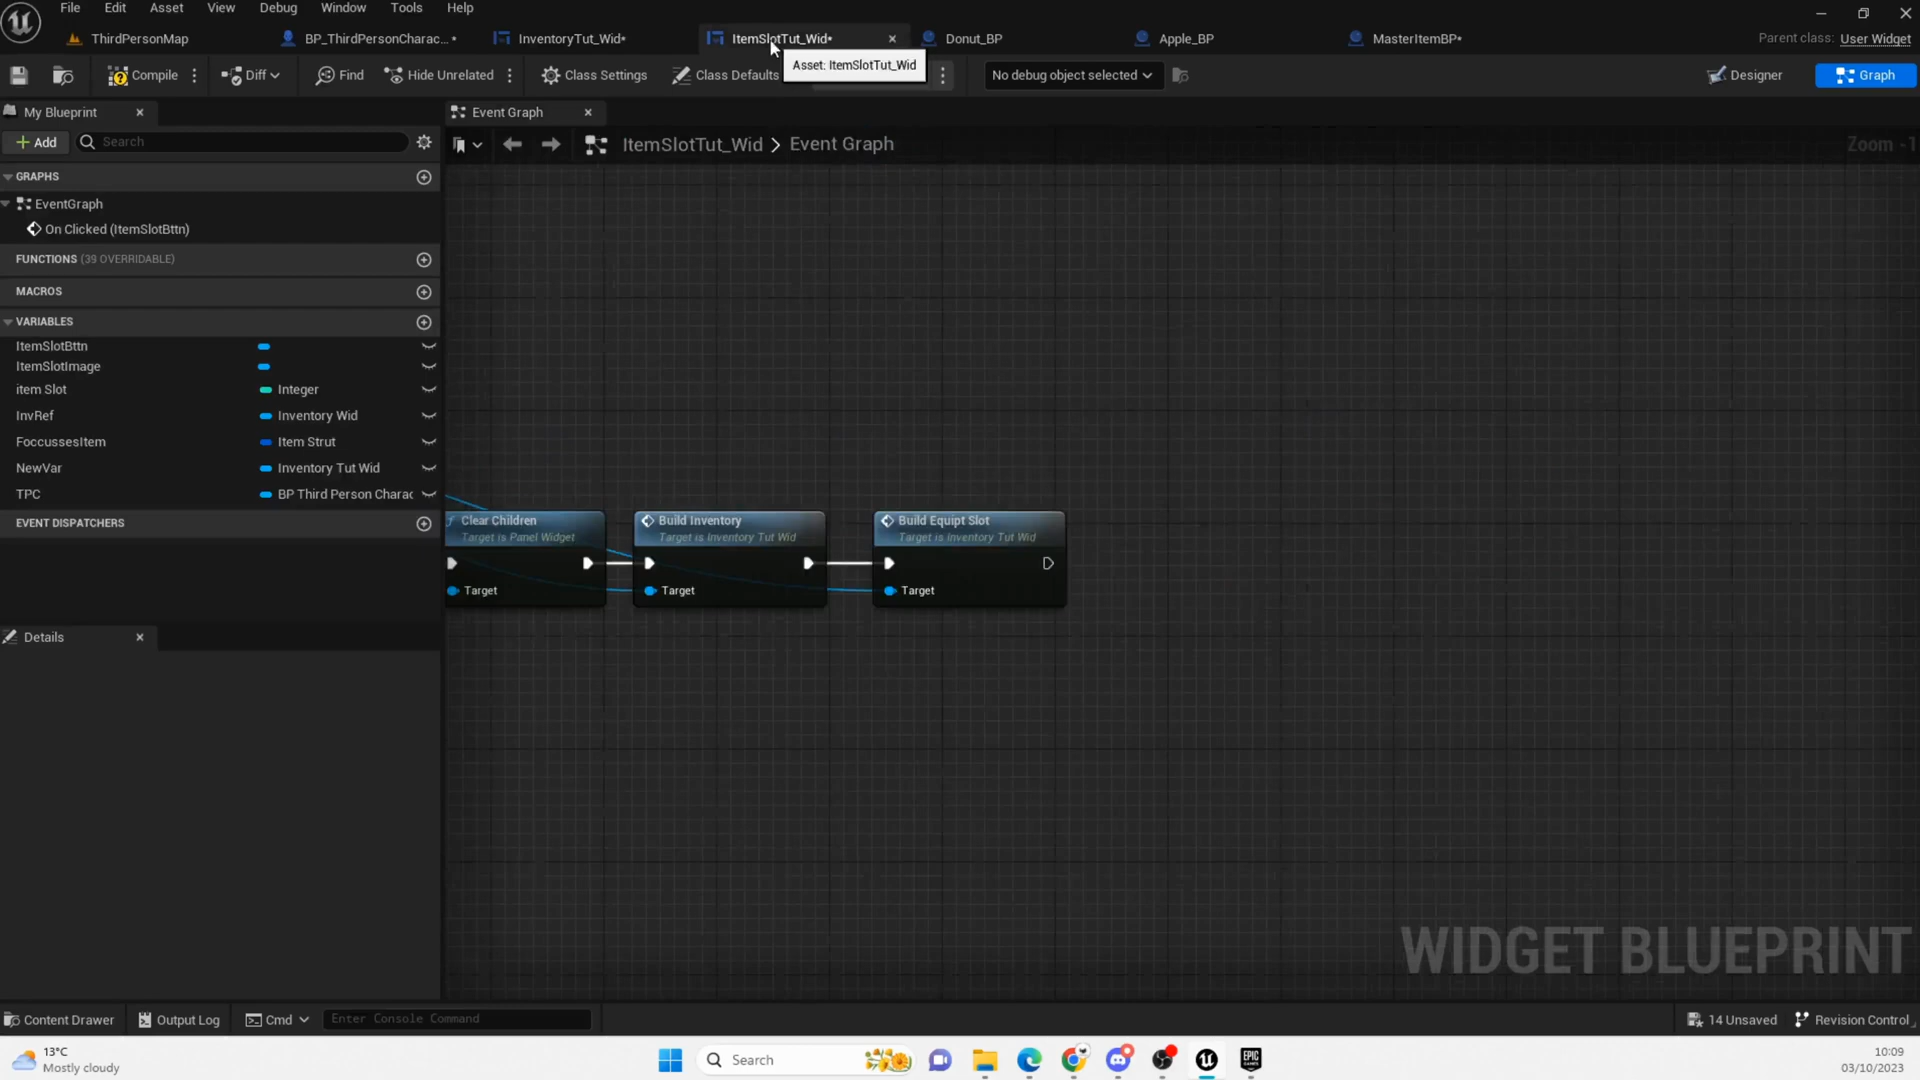 File Edit Asset View Debug Window Tools Help
ThirdPersonMap BP_ThirdPersonCharac...* InventoryTut_Wid* ItemSlotTut_Wid* Donut_BP Apple_BP MasterItemBP* Parent class: User Widget
Compile Diff Find Hide Unrelated Class Settings Class Defaults No debug object selected Designer Graph
Asset: ItemSlotTut_Wid
My Blueprint Event Graph
Add Search ItemSlotTut_Wid > Event Graph Zoom -1
GRAPHS
EventGraph
On Clicked (ItemSlotBttn)
FUNCTIONS (39 OVERRIDABLE)
MACROS
VARIABLES
ItemSlotBttn
ItemSlotImage
item Slot Integer
InvRef Inventory Wid
FoccussesItem Item Strut
NewVar Inventory Tut Wid
TPC BP Third Person Charac
EVENT DISPATCHERS
Clear Children Build Inventory Build Equipt Slot
Target is Panel Widget Target is Inventory Tut Wid Target is Inventory Tut Wid
Target Target Target
Details
WIDGET BLUEPRINT
Content Drawer Output Log Cmd Enter Console Command 14 Unsaved Revision Control
13°C
Mostly cloudy
Search
EPIC
GAMES
10:09
03/10/2023